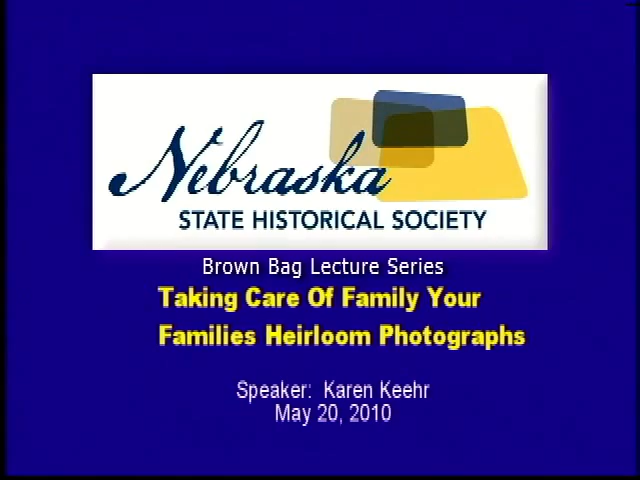 Nebraska
STATE HISTORICAL SOCIETY
Brown Bag Lecture Series
Taking Care Of Family Your
Families Heirloom Photographs
Speaker: Karen Keehr
May 20, 2010